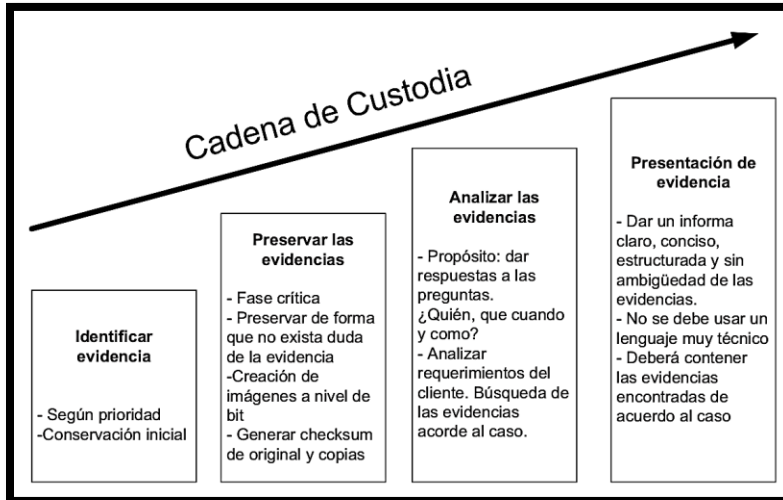 Cadena de Custodia
Identificar
evidencia
- Según prioridad
-Conservación inicial
Preservar las
evidencias
- Fase crítica
- Preservar de forma
que no exista duda
de la evidencia
-Creación de
imágenes a nivel de
bit
- Generar checksum
de original y copias
Analizar las
evidencias
- Propósito: dar
respuestas a las
preguntas.
¿Quién, que cuando
y como?
- Analizar
requerimientos del
cliente. Búsqueda de
las evidencias
acorde al caso.
Presentación de
evidencia
- Dar un informa
claro, conciso,
estructurada y sin
ambigüedad de las
evidencias.
- No se debe usar un
lenguaje muy técnico
- Deberá contener
las evidencias
encontradas de
acuerdo al caso